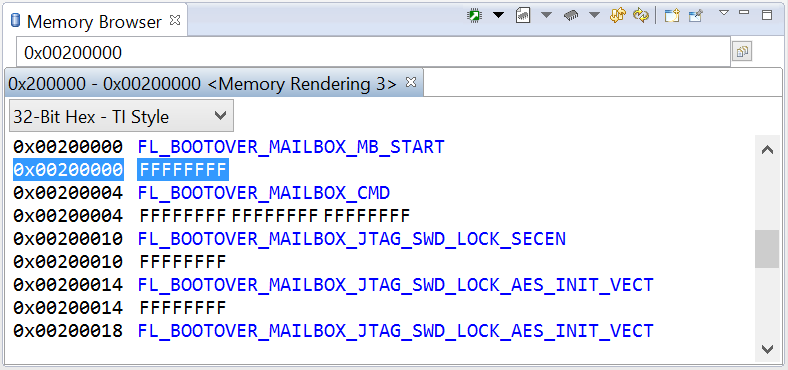 Memory Browser
0x00200000
0x200000 - 0x00200000 <Memory Rendering 3>
32-Bit Hex - TI Style
0x00200000 FL_BOOTOVER_MAILBOX_MB_START
0x00200000 FFFFFFFF
0x00200004 FL_BOOTOVER_MAILBOX_CMD
0x00200004 FFFFFFFF FFFFFFFF FFFFFFFF
0x00200010 FL_BOOTOVER_MAILBOX_JTAG_SWD_LOCK_SECEN
0x00200010 FFFFFFFF
0x00200014 FL_BOOTOVER_MAILBOX_JTAG_SWD_LOCK_AES_INIT_VECT
0x00200014 FFFFFFFF
0x00200018 FL_BOOTOVER_MAILBOX_JTAG_SWD_LOCK_AES_INIT_VECT